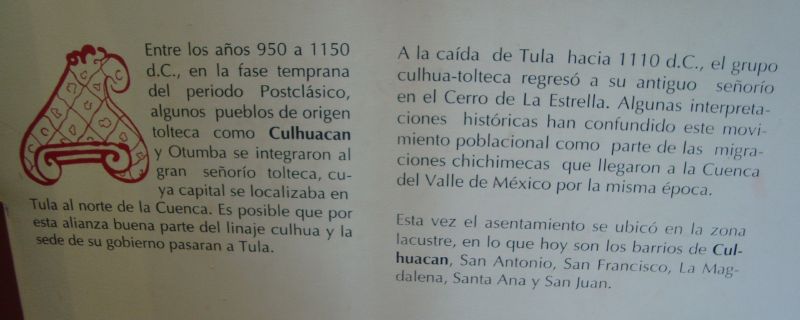 Entre los años 950 a 1150
d.C., en la fase temprana
del periodo Postclásico,
algunos pueblos de origen
tolteca como Culhuacan
y Otumba se integraron al
gran señorío tolteca, cu-
ya capital se localizaba en
Tula al norte de la Cuenca. Es posible que por
esta alianza buena parte del linaje culhua y la
sede de su gobierno pasaran a Tula.
A la caída de Tula hacia 1110 d.C., el grupo
culhua-tolteca regresó a su antiguo señorío
en el Cerro de La Estrella. Algunas interpreta-
ciones históricas han confundido este movi-
miento poblacional como parte de las migra-
ciones chichimecas que llegaron a la Cuenca
del Valle de México por la misma época.
Esta vez el asentamiento se ubicó en la zona
lacustre, en lo que hoy son los barrios de Cul-
huacan, San Antonio, San Francisco, La Mag-
dalena, Santa Ana y San Juan.